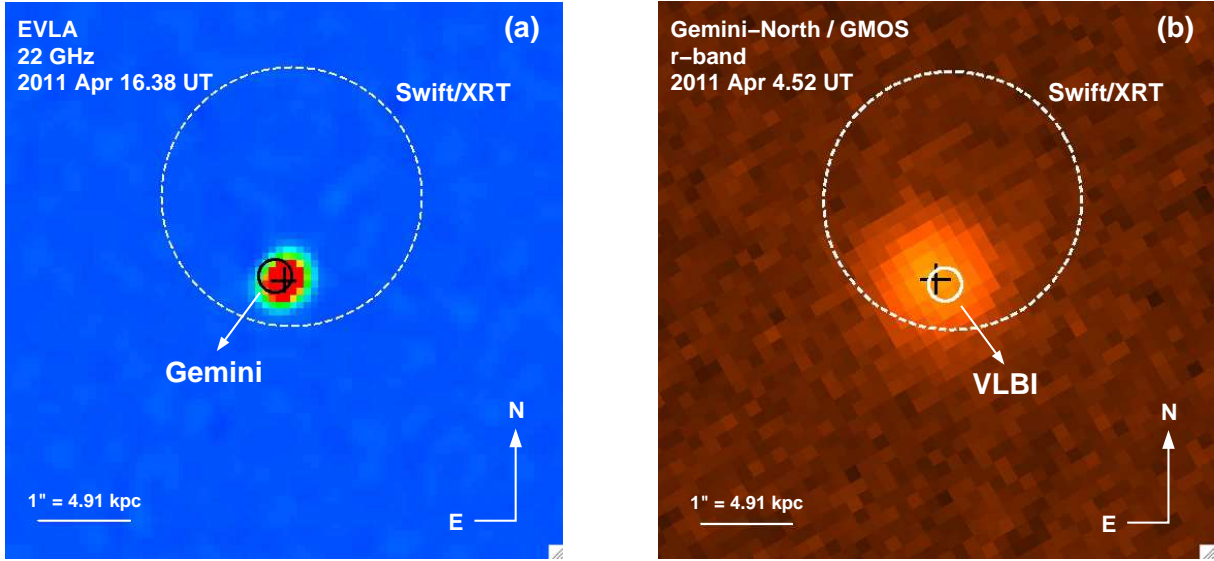 EVLA
22 GHz
2011 Apr 16.38 UT
(a)
Swift/XRT
Gemini
N
E
1" = 4.91 kpc
Gemini−North / GMOS
r−band
2011 Apr 4.52 UT
(b)
Swift/XRT
VLBI
N
E
1" = 4.91 kpc